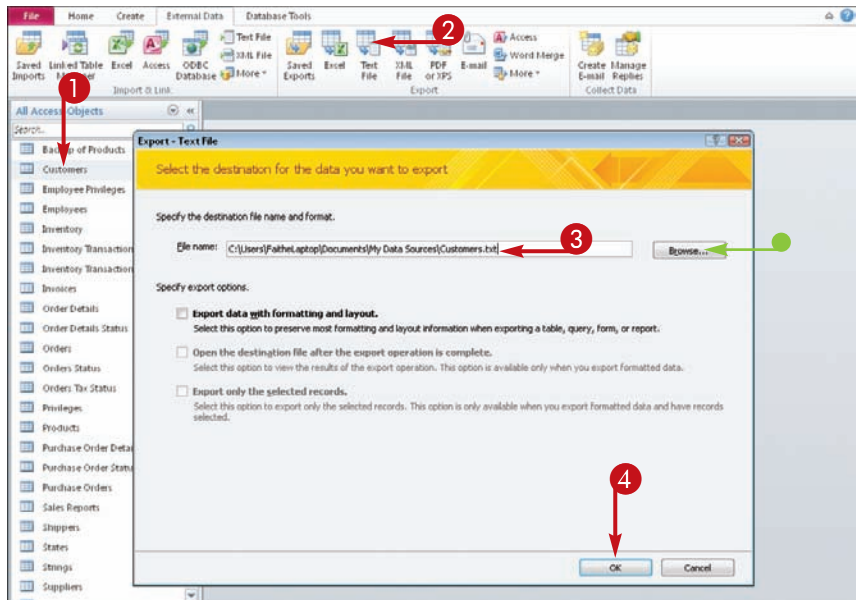 File Home Create External Data Database Tools
Saved Imports
Linked Table
Excel
Access
ODBC Database
Text File
XML File
More
Import & Link
Saved Exports
Excel
Text File
XML File
PDF or XPS
E-mail
Access
Word Merge
More
Export
Create E-mail
Manage Replies
Collect Data
2
1
All Access Objects
Search..
of Products
Customers
Employee Privileges
Employees
Inventory
Inventory Transaction
Inventory Transaction
Invoices
Order Details
Order Details Status
Orders
Orders Status
Orders Tax Status
Privileges
Products
Purchase Order Detai
Purchase Order Statu
Purchase Orders
Sales Reports
Shippers
States
Strings
Suppliers
Export - Text File
Select the destination for the data you want to export
Specify the destination file name and format.
File name: C:\Users\FaitheLaptop\Documents\My Data Sources\Customers.txt
3
Browse...
Specify export options.
Export data with formatting and layout.
Select this option to preserve most formatting and layout information when exporting a table, query, form, or report.
Open the destination file after the export operation is complete.
Select this option to view the results of the export operation. This option is available only when you export formatted data.
Export only the selected records.
Select this option to export only the selected records. This option is only available when you export formatted data and have records
selected.
4
OK Cancel